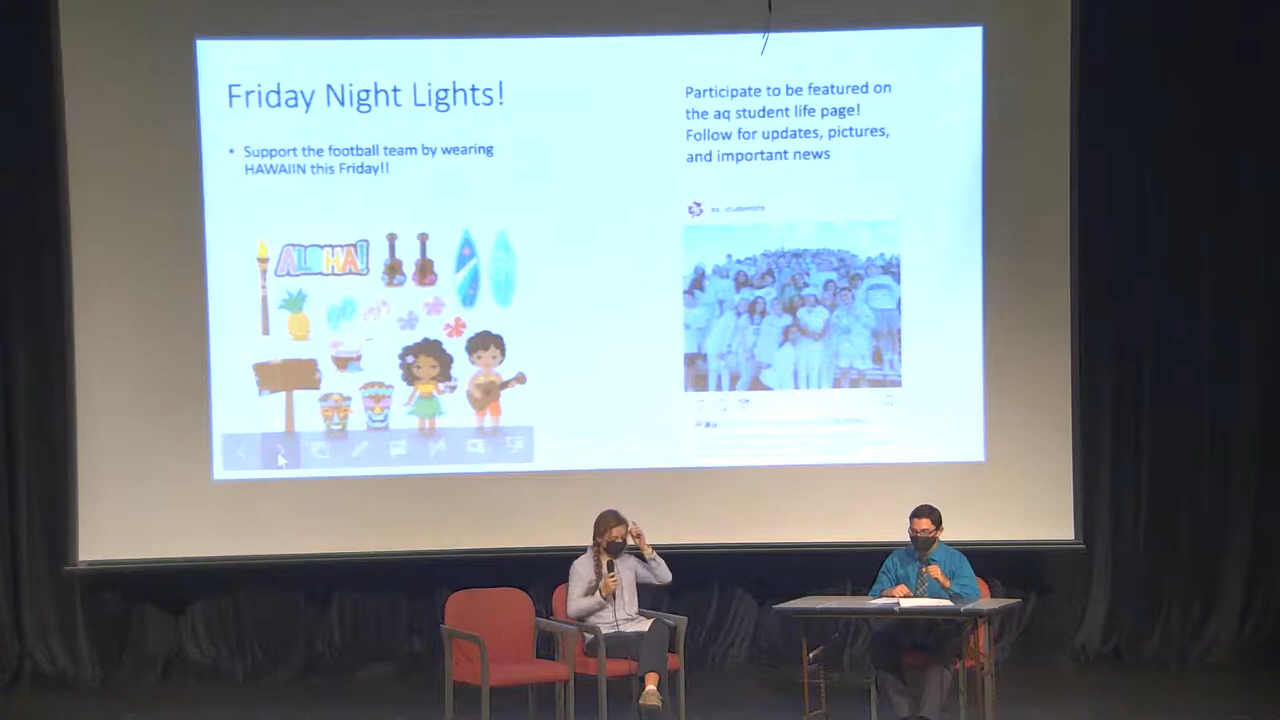 Friday Night Lights!
• Support the football team by wearing
HAWAIIN this Friday!!
ALOHA!
Participate to be featured on
the aq student life page!
Follow for updates, pictures,
and important news
aq_studentlife